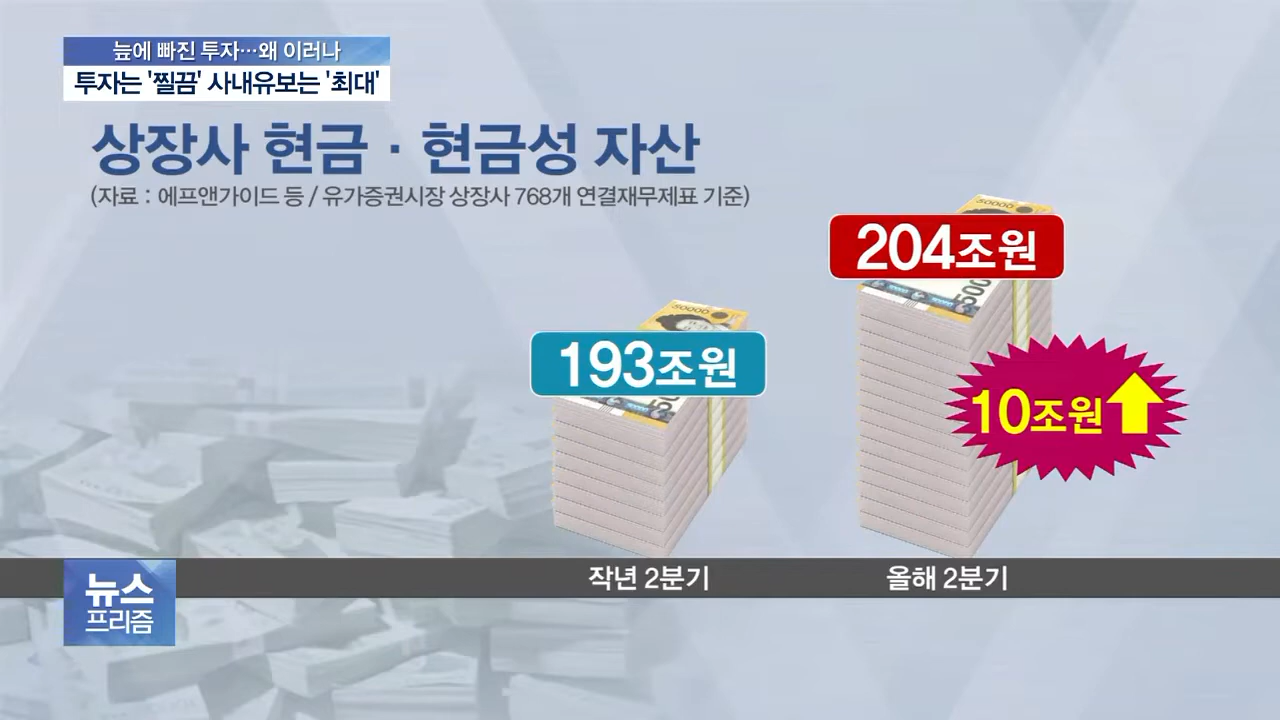 늪에 빠진 투자…왜 이러나
투자는 '찔끔' 사내유보는 '최대'
상장사 현금 · 현금성 자산
(자료 : 에프앤가이드 등 / 유가증권시장 상장사 768개 연결재무제표 기준)
50000
204조원
500
50000
193조원
50
10조원
작년 2분기
올해 2분기
뉴스
프리즘